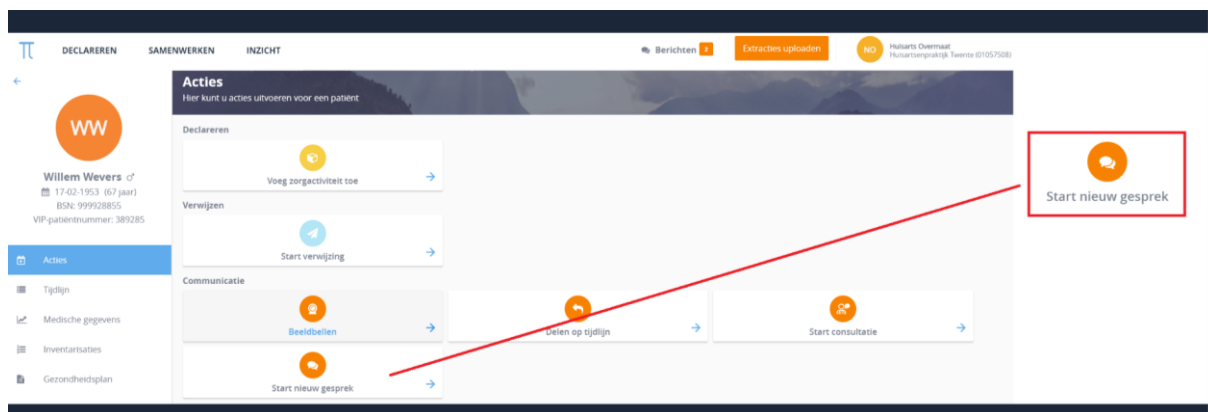 DECLAREREN SAMENWERKEN INZICHT Berichten 2 Extracties uploaden NO Huisarts Overmaat
Huisartsenpraktijk Twente (01057508)
Acties
Hier kunt u acties uitvoeren voor een patiënt
WW
Willem Wevers
17-02-1953 (67 jaar)
BSN: 999928855
VIP-patiëntnummer: 389285
Acties
Tijdlijn
Medische gegevens
Inventarisaties
Gezondheidsplan
Declareren
Voeg zorgactiviteit toe
Verwijzen
Start verwijzing
Communicatie
Beeldbellen
Delen op tijdlijn
Start consultatie
Start nieuw gesprek
Start nieuw gesprek